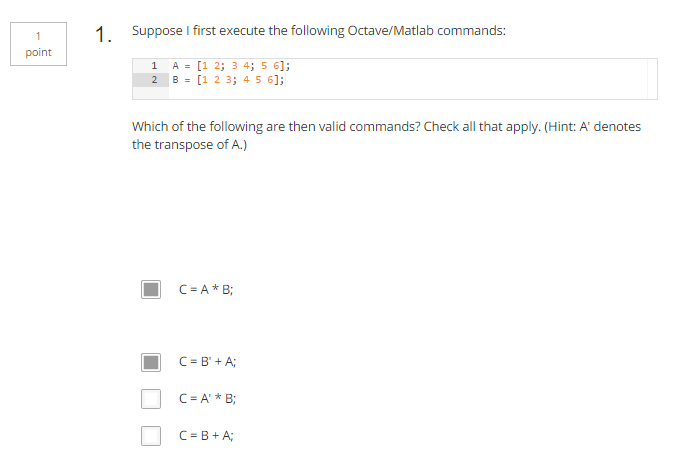 1
point
1. Suppose I first execute the following Octave/Matlab commands:
1 A = [1 2; 3 4; 5 6];
2 B = [1 2 3; 4 5 6];
Which of the following are then valid commands? Check all that apply. (Hint: A' denotes
the transpose of A.)
C = A * B;
C = B' + A;
C = A' * B;
C = B + A;